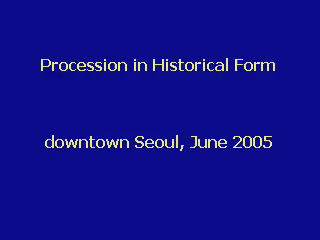 Procession in Historical Form
downtown Seoul, June 2005